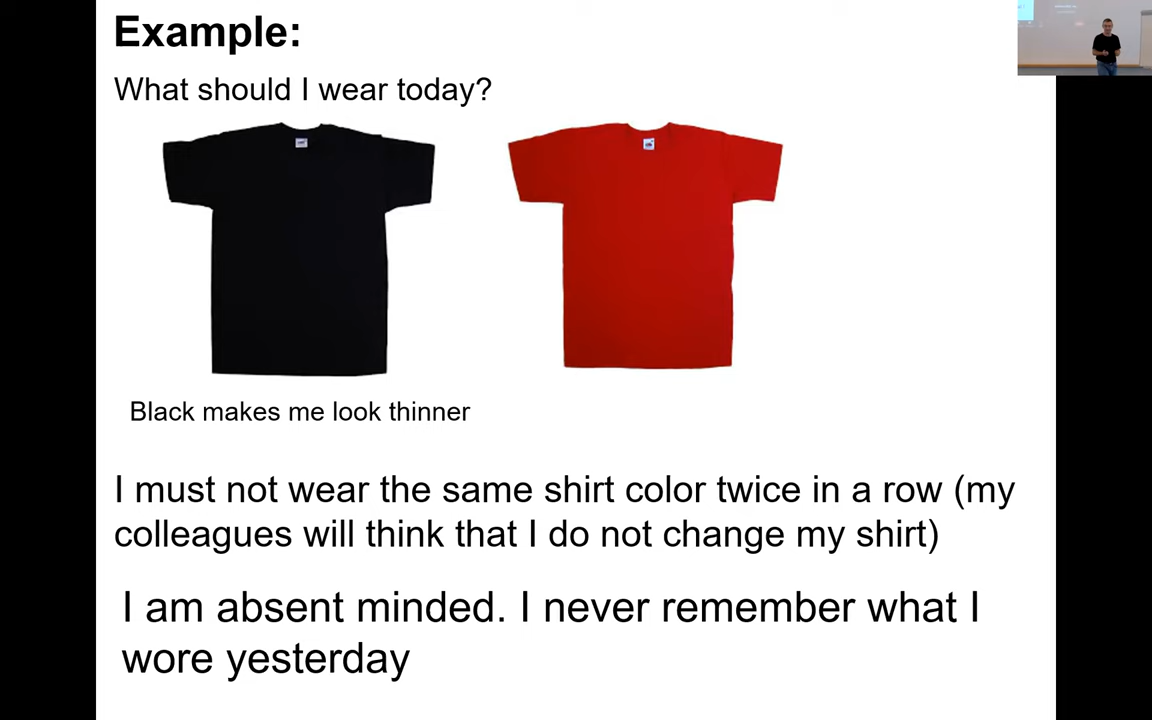 Example:
What should I wear today?
Black makes me look thinner
I must not wear the same shirt color twice in a row (my
colleagues will think that I do not change my shirt)
I am absent minded. I never remember what I
wore yesterday